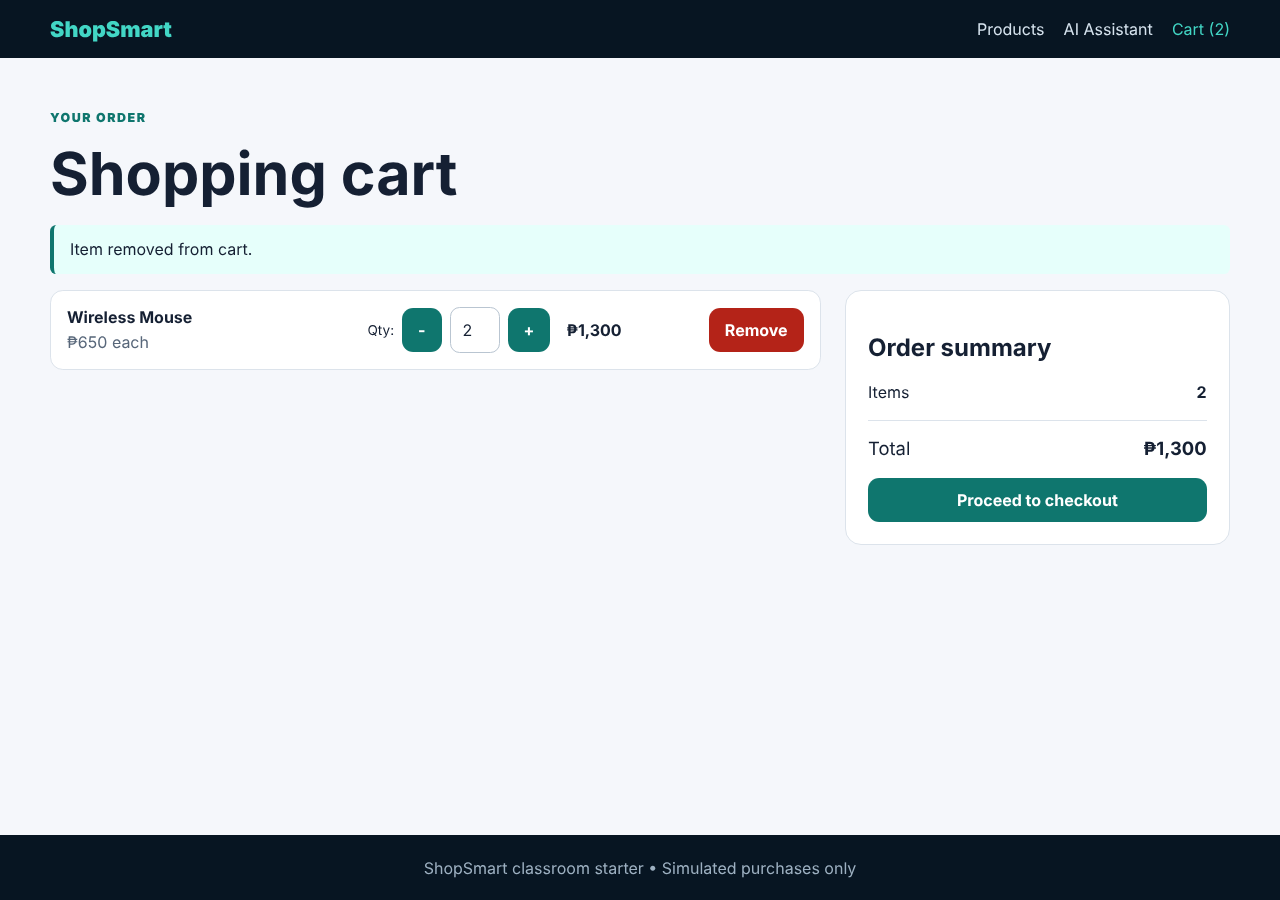 ShopSmart
Products AI Assistant Cart (2)
YOUR ORDER
Shopping cart
Item removed from cart.
Wireless Mouse
₱650 each
Qty: - 2 + ₱1,300 Remove
Order summary
Items 2
Total ₱1,300
Proceed to checkout
ShopSmart classroom starter • Simulated purchases only